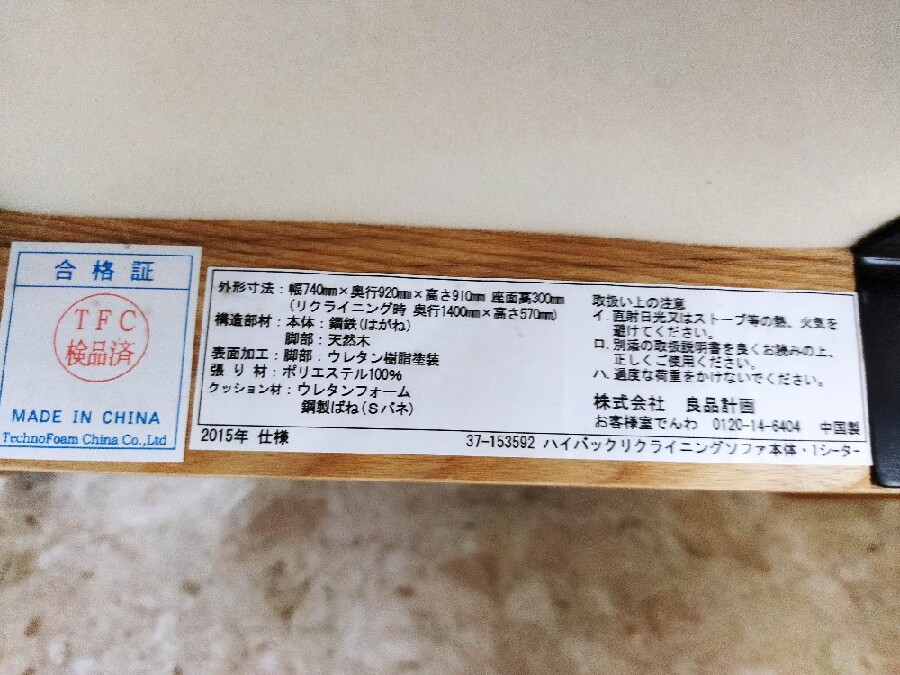 合格証
TFC
検品済
MADE IN CHINA
TechnoFoam China Co.,Ltd
外形寸法：幅740mm×奥行920mm×高さ910mm 座面高300mm
(リクライニング時 奥行1400mm×高さ570mm)
構造部材：本体：鋼鉄(はがね)
脚部：天然木
表面加工：脚部：ウレタン樹脂塗装
張り材：ポリエステル100%
クッション材：ウレタンフォーム
鋼製ばね(Sバネ)
2015年 仕様
取扱い上の注意
イ．直射日光又はストーブ等の熱、火気を
避けてください。
ロ．別添の取扱説明書を良くお読みの上、
正しくご使用ください。
ハ．過度な荷重をかけないでください。
株式会社 良品計画
お客様室でんわ 0120-14-6404 中国製
37-153592 ハイバックリクライニングソファ本体・1シーター